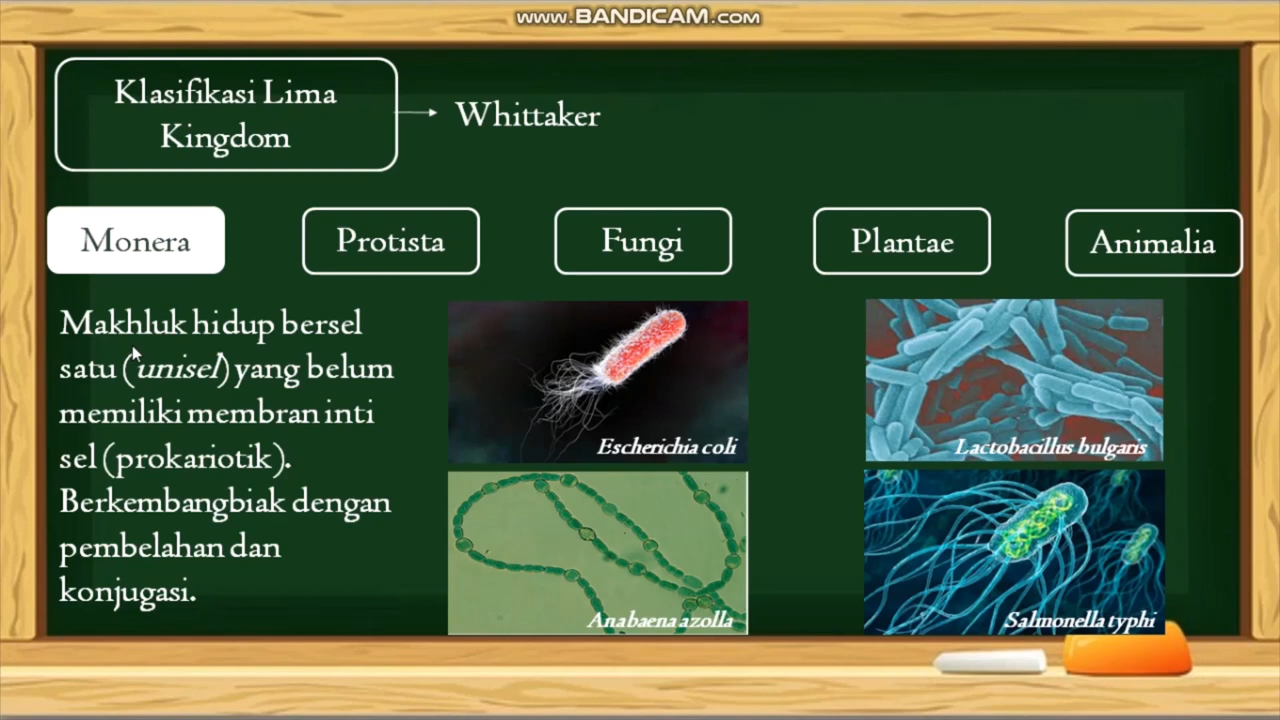 www.BANDICAM.com
Klasifikasi Lima
Kingdom
Whittaker
Monera
Protista
Fungi
Plantae
Animalia
Makhluk hidup bersel
satu (unisel) yang belum
memiliki membran inti
sel (prokariotik).
Berkembangbiak dengan
pembelahan dan
konjugasi.
Escherichia coli
Lactobacillus bulgaris
Anabaena azolla
Salmonella typhi